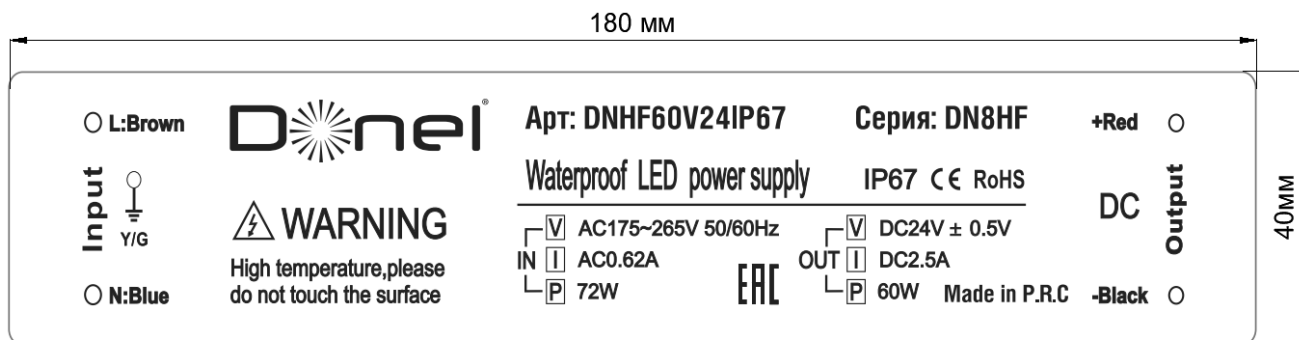 180 мм
40мм
Input
L:Brown
Y/G
N:Blue
Donel®
WARNING
High temperature,please
do not touch the surface
Арт: DNHF60V24IP67 Серия: DN8HF
Waterproof LED power supply IP67 CE RoHS
IN
V AC175~265V 50/60Hz
I AC0.62A
P 72W
EAC
OUT
V DC24V ± 0.5V
I DC2.5A
P 60W
Made in P.R.C
+Red
DC
Output
-Black